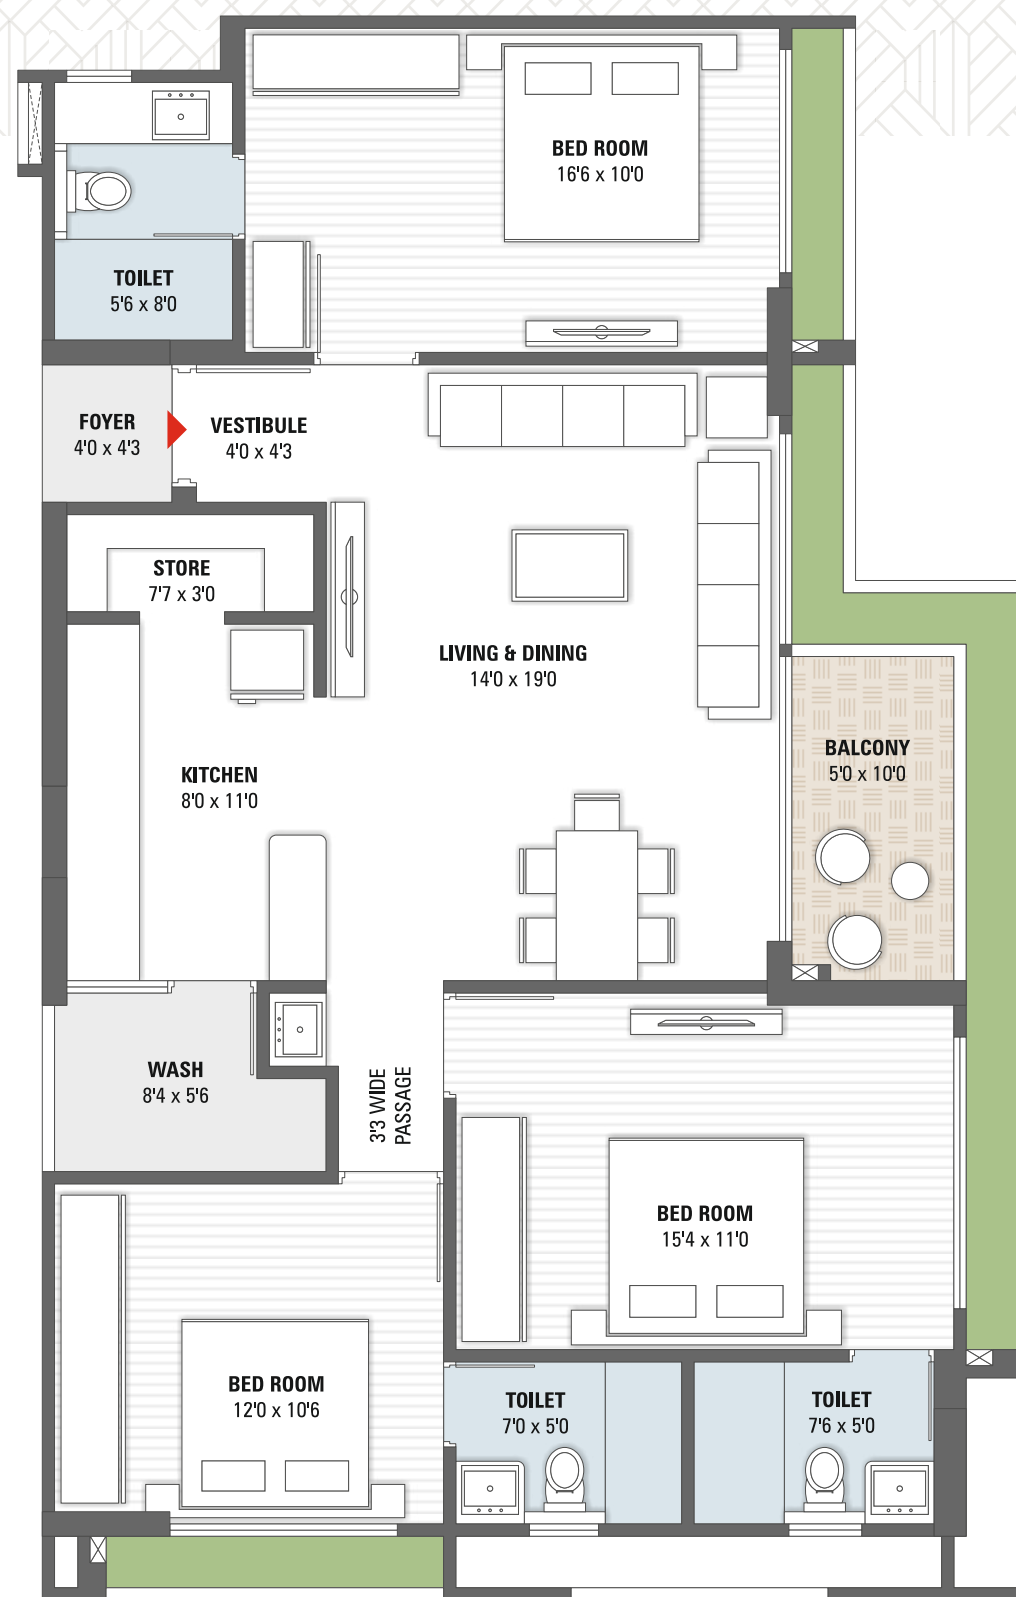 BED ROOM
16'6 x 10'0
TOILET
5'6 x 8'0
FOYER
4'0 x 4'3
VESTIBULE
4'0 x 4'3
STORE
7'7 x 3'0
LIVING & DINING
14'0 x 19'0
KITCHEN
8'0 x 11'0
BALCONY
5'0 x 10'0
WASH
8'4 x 5'6
3'3 WIDE
PASSAGE
BED ROOM
15'4 x 11'0
BED ROOM
12'0 x 10'6
TOILET
7'0 x 5'0
TOILET
7'6 x 5'0